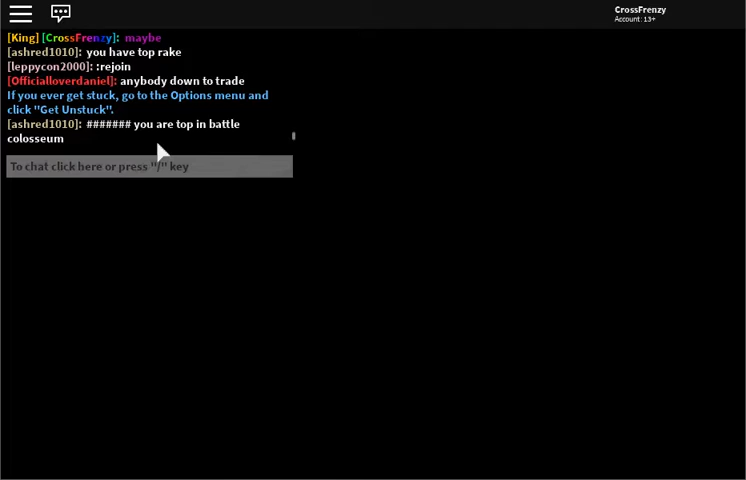 CrossFrenzy
Account: 13+
[King] [CrossFrenzy]: maybe
[ashred1010]: you have top rake
[leppycon2000]: :rejoin
[Officialloverdaniel]: anybody down to trade
If you ever get stuck, go to the Options menu and
click "Get Unstuck".
[ashred1010]: ####### you are top in battle
colosseum
To chat click here or press "/" key